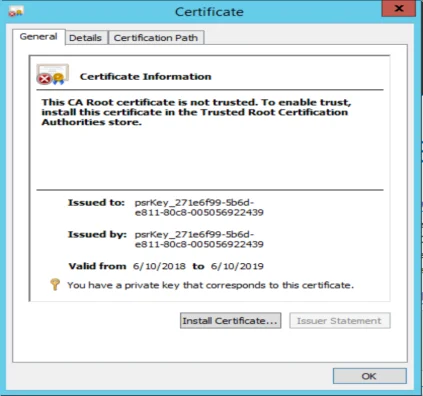 Certificate
General Details Certification Path
Certificate Information
This CA Root certificate is not trusted. To enable trust,
install this certificate in the Trusted Root Certification
Authorities store.
Issued to: psrKey_271e6f99-5b6d-
e811-80c8-005056922439
Issued by: psrKey_271e6f99-5b6d-
e811-80c8-005056922439
Valid from 6/10/2018 to 6/10/2019
You have a private key that corresponds to this certificate.
Install Certificate... Issuer Statement
OK